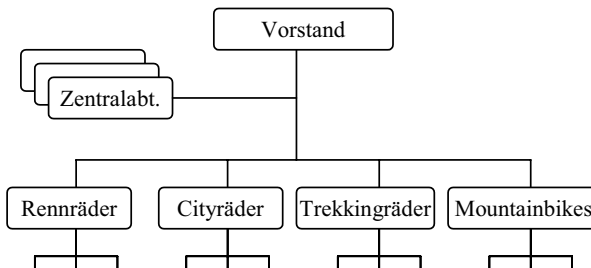 Vorstand
Zentralabt.
Rennräder Cityräder Trekkingräder Mountainbikes